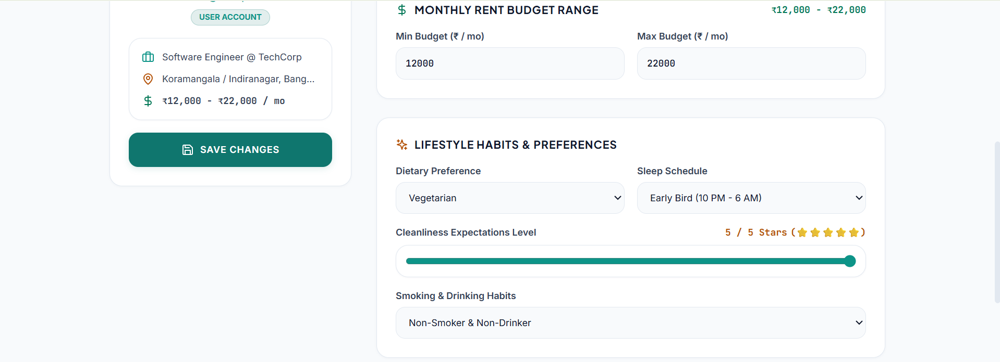 USER ACCOUNT
Software Engineer @ TechCorp
Koramangala / Indiranagar, Bang...
₹12,000 - ₹22,000 / mo
SAVE CHANGES
MONTHLY RENT BUDGET RANGE
₹12,000 - ₹22,000
Min Budget (₹ / mo)
Max Budget (₹ / mo)
12000
22000
LIFESTYLE HABITS & PREFERENCES
Dietary Preference
Sleep Schedule
Vegetarian
Early Bird (10 PM - 6 AM)
Cleanliness Expectations Level
5 / 5 Stars (⭐⭐⭐⭐⭐)
Smoking & Drinking Habits
Non-Smoker & Non-Drinker